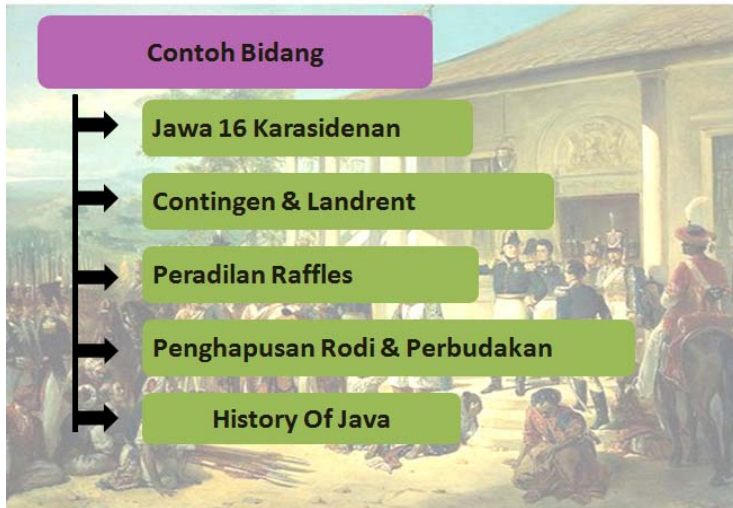 Contoh Bidang
Jawa 16 Karasidenan
Contingen & Landrent
Peradilan Raffles
Penghapusan Rodi & Perbudakan
History Of Java